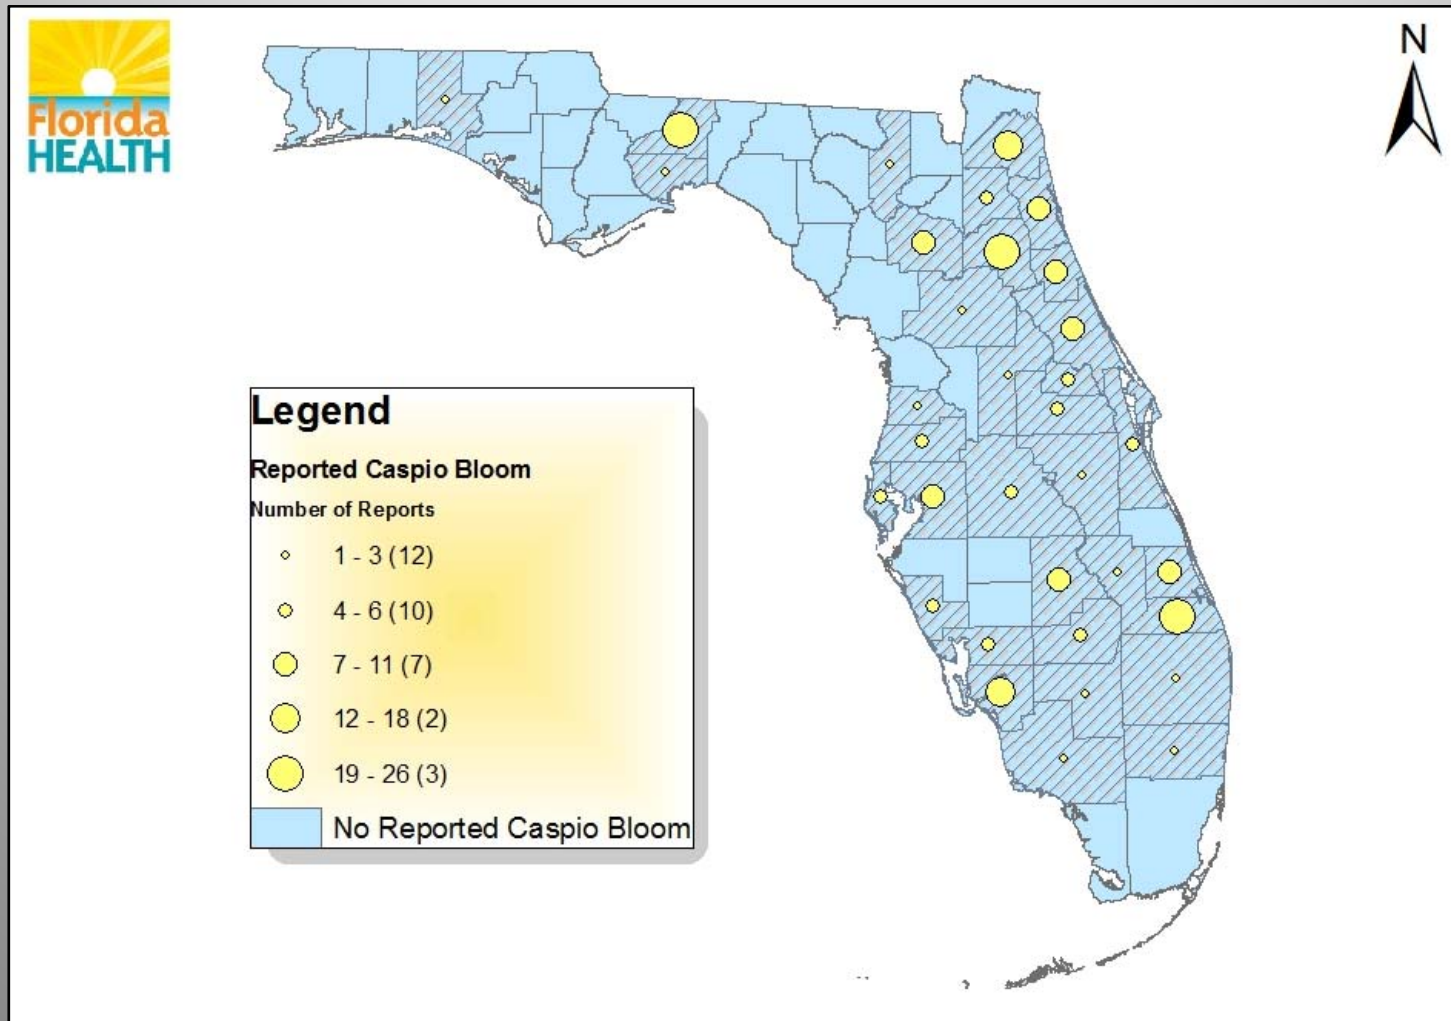 Florida
HEALTH
N
Legend
Reported Caspio Bloom
Number of Reports
1 - 3 (12)
4 - 6 (10)
7 - 11 (7)
12 - 18 (2)
19 - 26 (3)
No Reported Caspio Bloom